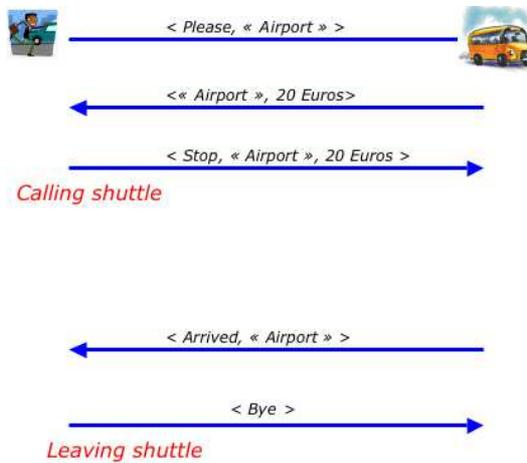 < Please, « Airport » >
<« Airport », 20 Euros>
< Stop, « Airport », 20 Euros >
Calling shuttle
< Arrived, « Airport » >
< Bye >
Leaving shuttle